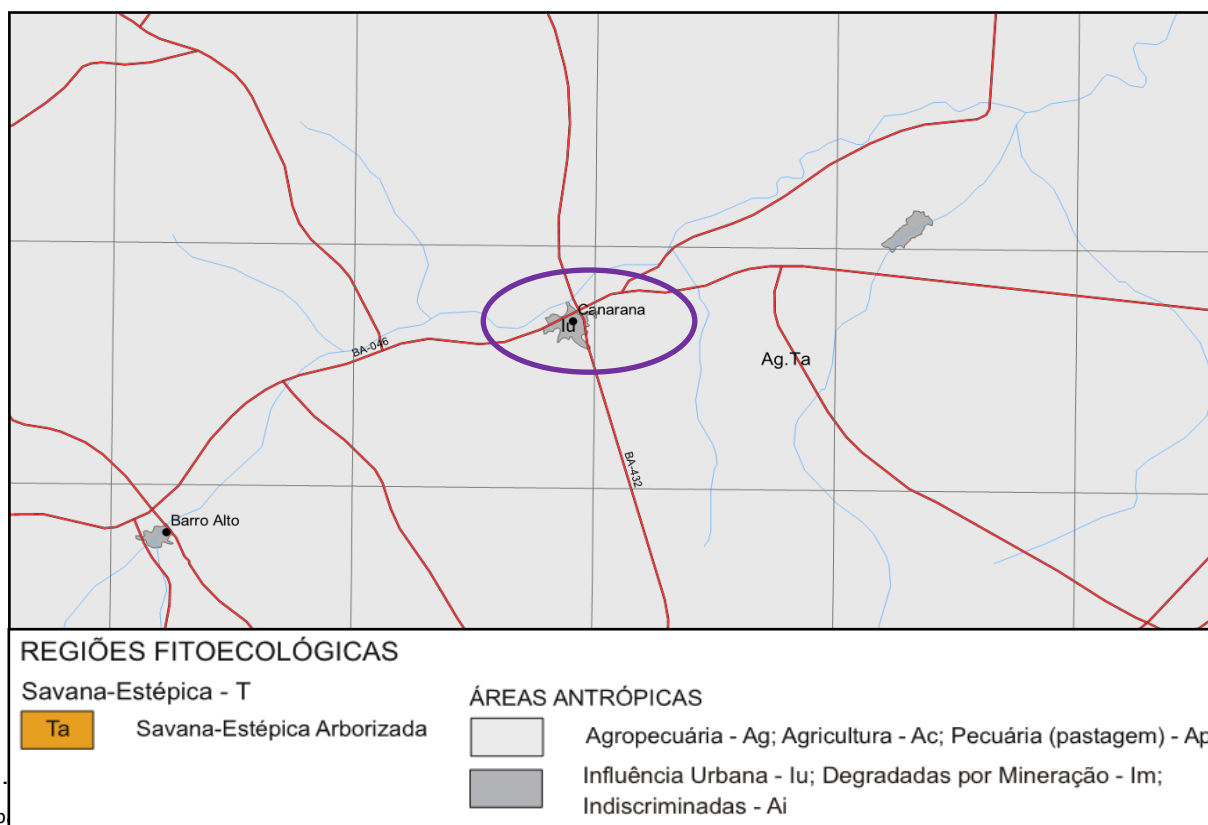 Canarana
Iu
BA-046
Ag.Ta
BA-432
Barro Alto
REGIÕES FITOECOLÓGICAS
Savana-Estépica - T
Ta
Savana-Estépica Arborizada
ÁREAS ANTRÓPICAS
Agropecuária - Ag; Agricultura - Ac; Pecuária (pastagem) - Ap
Influência Urbana - Iu; Degradadas por Mineração - Im;
Indiscriminadas - Ai